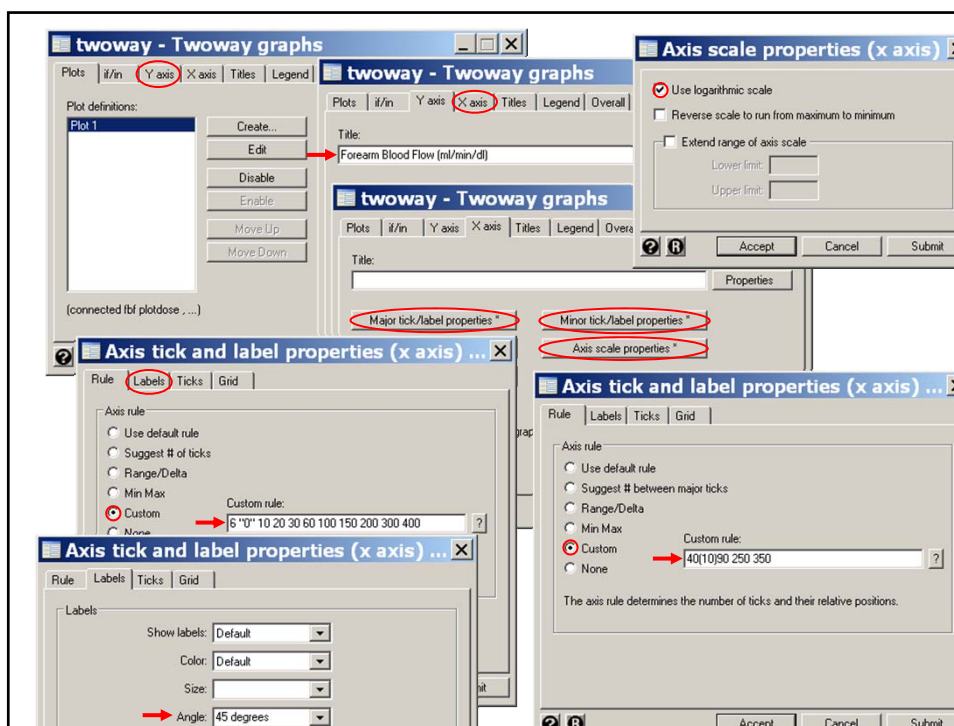 twoway - Twoway graphs
Plots if/in Y axis X axis Titles Legend
Plot definitions:
Plot 1
Create...
Edit
Disable
Enable
Move Up
Move Down
(connected fbf plotdose , ...)
twoway - Twoway graphs
Plots if/in Y axis X axis Titles Legend Overall
Title:
Forearm Blood Flow (ml/min/dl)
twoway - Twoway graphs
Plots if/in Y axis X axis Titles Legend Overa
Title:
Properties
Major tick/label properties *
Minor tick/label properties *
Axis scale properties *
Axis scale properties (x axis)
Use logarithmic scale
Reverse scale to run from maximum to minimum
Extend range of axis scale
Lower limit:
Upper limit:
Accept Cancel Submit
Axis tick and label properties (x axis) ...
Rule Labels Ticks Grid
Axis rule
Use default rule
Suggest # of ticks
Range/Delta
Min Max
Custom
None
Custom rule:
6 "0" 10 20 30 60 100 150 200 300 400
?
Axis tick and label properties (x axis) ...
Rule Labels Ticks Grid
Labels
Show labels: Default
Color: Default
Size:
Angle: 45 degrees
Axis tick and label properties (x axis) ...
Rule Labels Ticks Grid
Axis rule
Use default rule
Suggest # between major ticks
Range/Delta
Min Max
Custom
None
Custom rule:
40(10)90 250 350
?
The axis rule determines the number of ticks and their relative positions.
Accept Cancel Submit